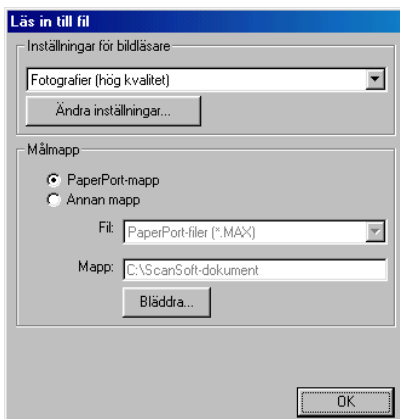 Läs in till fil
Inställningar för bildläsare
Fotografier (hög kvalitet)
Ändra inställningar...
Målmapp
PaperPort-mapp
Annan mapp
Fil: PaperPort-filer (*.MAX)
Mapp: C:\ScanSoft-dokument
Bläddra...
OK